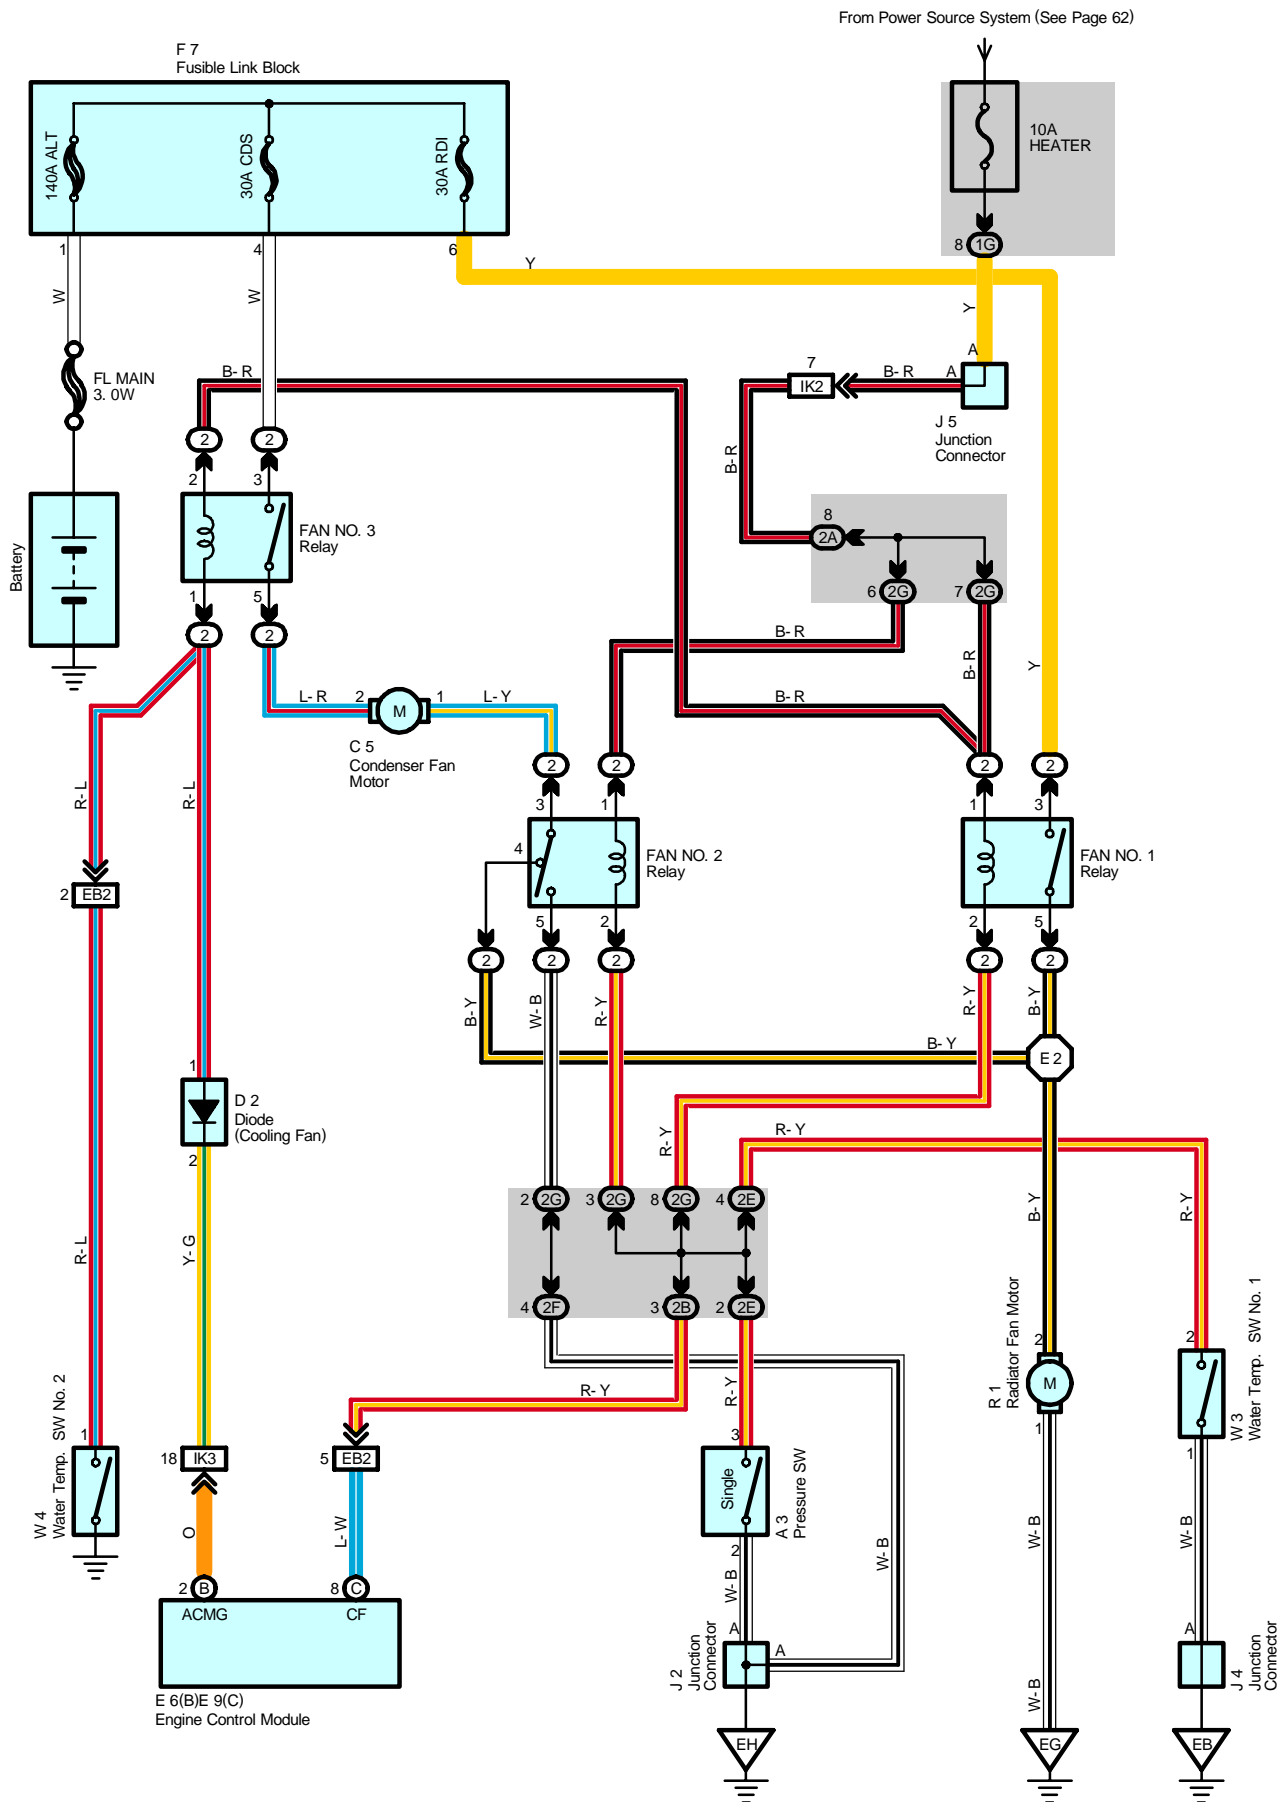 From Power Source System (See Page 62)
F 7
Fusible Link Block
140A ALT
30A CDS
30A RDI
10A
HEATER
1
4
6
8
1G
W
W
Y
Y
A
FL MAIN
3. 0W
B- R
7
IK2
B- R
A
J 5
Junction
Connector
2
2
2
3
B- R
Battery
FAN NO. 3
Relay
8
2A
1
5
6
2G
7
2G
2
2
B- R
B- R
Y
L- R
2
M
1
L- Y
B- R
C 5
Condenser Fan
Motor
R- L
R- L
2
2
2
2
3
1
1
3
4
FAN NO. 2
Relay
FAN NO. 1
Relay
2
EB2
5
2
2
5
2
2
2
2
2
B- Y
W- B
R- Y
R- Y
B- Y
B- Y
E 2
1
D 2
Diode
(Cooling Fan)
2
R- Y
R- Y
2
2G
3
2G
8
2G
4
2E
B- Y
R- Y
R- L
Y- G
4
2F
3
2B
2
2E
R 1
Radiator Fan Motor
2
M
1
2
W 3
Water Temp. SW No. 1
1
R- Y
R- Y
W 4
Water Temp. SW No. 2
1
18
IK3
5
EB2
3
Single
A 3
Pressure SW
2
O
L- W
W- B
W- B
W- B
W- B
2
B
8
C
ACMG
CF
A
A
A
J 2
Junction
Connector
J 4
Junction
Connector
E 6(B)E 9(C)
Engine Control Module
W- B
EH
EG
EB